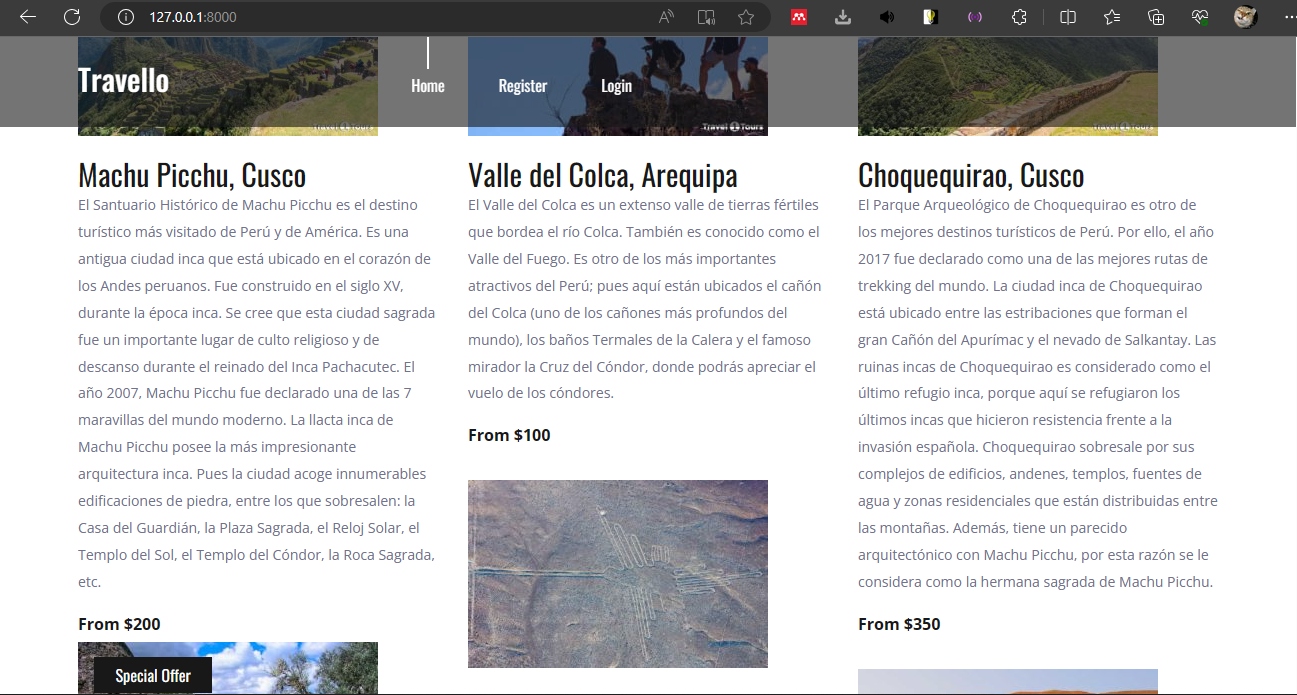 127.0.0.1:8000
Travello
Home
Register
Login
Travel Tours
Travel Tours
Travel Tours
Machu Picchu, Cusco
El Santuario Histórico de Machu Picchu es el destino
turístico más visitado de Perú y de América. Es una
antigua ciudad inca que está ubicado en el corazón de
los Andes peruanos. Fue construido en el siglo XV,
durante la época inca. Se cree que esta ciudad sagrada
fue un importante lugar de culto religioso y de
descanso durante el reinado del Inca Pachacutec. El
año 2007, Machu Picchu fue declarado una de las 7
maravillas del mundo moderno. La llacta inca de
Machu Picchu posee la más impresionante
arquitectura inca. Pues la ciudad acoge innumerables
edificaciones de piedra, entre los que sobresalen: la
Casa del Guardián, la Plaza Sagrada, el Reloj Solar, el
Templo del Sol, el Templo del Cóndor, la Roca Sagrada,
etc.
From $200
Special Offer
Valle del Colca, Arequipa
El Valle del Colca es un extenso valle de tierras fértiles
que bordea el río Colca. También es conocido como el
Valle del Fuego. Es otro de los más importantes
atractivos del Perú; pues aquí están ubicados el cañón
del Colca (uno de los cañones más profundos del
mundo), los baños Termales de la Calera y el famoso
mirador la Cruz del Cóndor, donde podrás apreciar el
vuelo de los cóndores.
From $100
Choquequirao, Cusco
El Parque Arqueológico de Choquequirao es otro de
los mejores destinos turísticos de Perú. Por ello, el año
2017 fue declarado como una de las mejores rutas de
trekking del mundo. La ciudad inca de Choquequirao
está ubicado entre las estribaciones que forman el
gran Cañón del Apurímac y el nevado de Salkantay. Las
ruinas incas de Choquequirao es considerado como el
último refugio inca, porque aquí se refugiaron los
últimos incas que hicieron resistencia frente a la
invasión española. Choquequirao sobresale por sus
complejos de edificios, andenes, templos, fuentes de
agua y zonas residenciales que están distribuidas entre
las montañas. Además, tiene un parecido
arquitectónico con Machu Picchu, por esta razón se le
considera como la hermana sagrada de Machu Picchu.
From $350